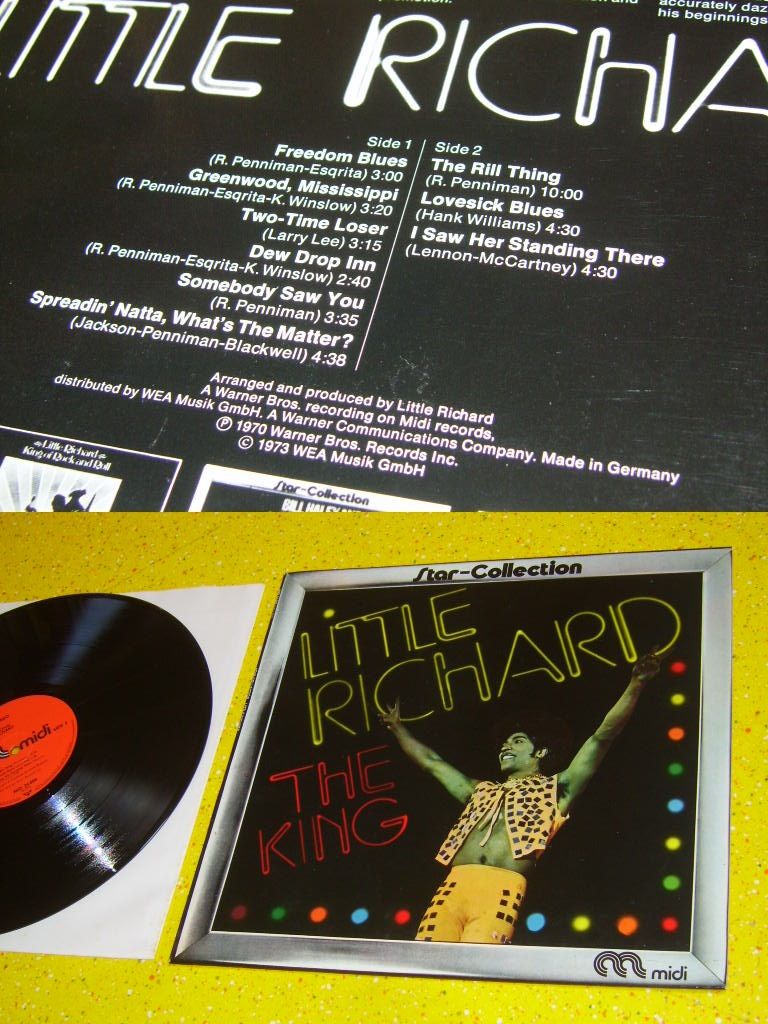 accurately daz
his beginnings
LITTLE RICHA
Side 1
Freedom Blues
(R. Penniman-Esqrita) 3:00
Greenwood, Mississippi
(R. Penniman-Esqrita-K. Winslow) 3:20
Two-Time Loser
(Larry Lee) 3:15
Dew Drop Inn
(R. Penniman-Esqrita-K. Winslow) 2:40
Somebody Saw You
(R. Penniman) 3:35
Spreadin' Natta, What's The Matter?
(Jackson-Penniman-Blackwell) 4:38
Side 2
The Rill Thing
(R. Penniman) 10:00
Lovesick Blues
(Hank Williams) 4:30
I Saw Her Standing There
(Lennon-McCartney) 4:30
Arranged and produced by Little Richard
A Warner Bros. recording on Midi records,
distributed by WEA Musik GmbH. A Warner Communications Company. Made in Germany
℗ 1970 Warner Bros. Records Inc.
© 1973 WEA Musik GmbH
Little Richard
King of Rock and Roll
Star-Collection
Star-Collection
LITTLE
RICHARD
THE
KING
midi
midi